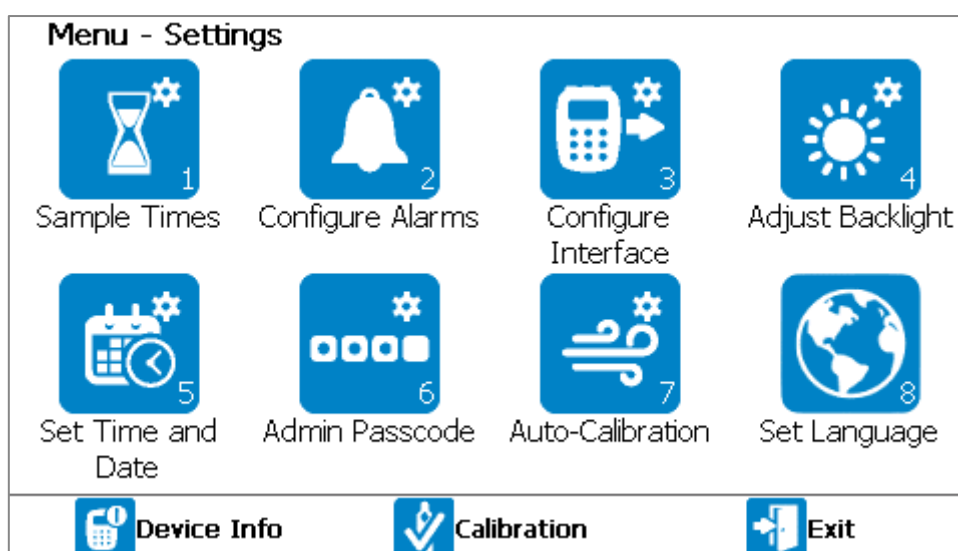 Menu - Settings
1 2 3 4
Sample Times Configure Alarms Configure Adjust Backlight
Interface
5 6 7 8
Set Time and Admin Passcode Auto-Calibration Set Language
Date
Device Info Calibration Exit